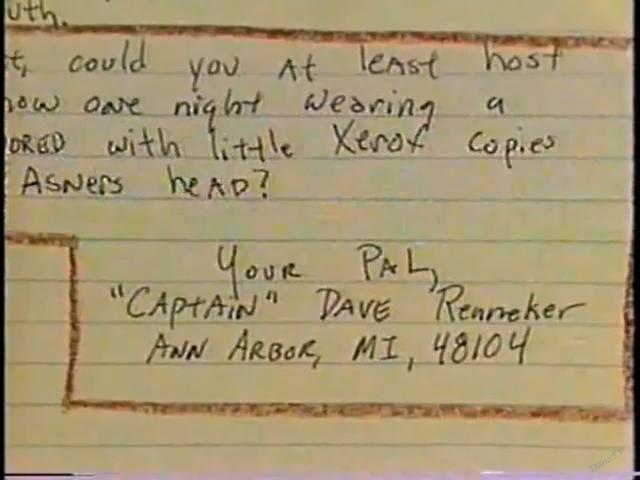 uth.
t, could you At least host
now one night wearing a
ORED with little Xerox copies
Asners heAD?
Your PAL,
"CAptAin" DAVE Renneker
Ann Arbor, MI, 48104